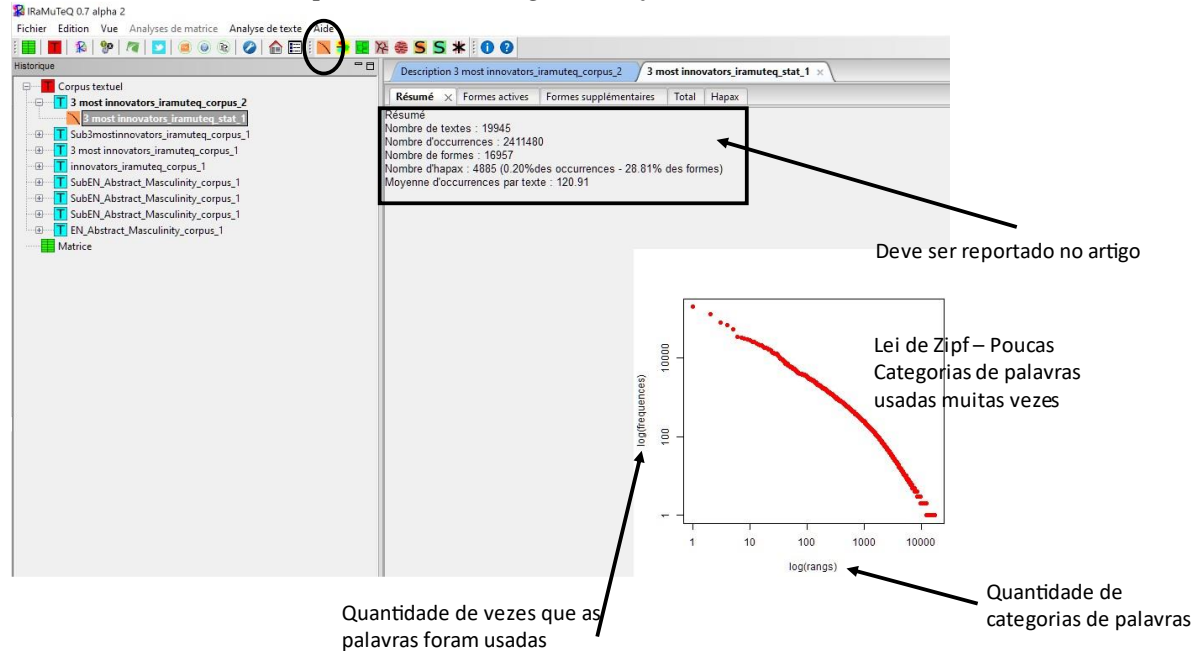 IRaMuTeQ 0.7 alpha 2
Fichier Edition Vue Analyses de matrice Analyse de texte Aide
Historique
Corpus textuel
3 most innovators_iramuteq_corpus_2
3 most innovators_iramuteq_stat_1
Sub3mostinnovators_iramuteq_corpus_1
3 most innovators_iramuteq_corpus_1
innovators_iramuteq_corpus_1
SubEN_Abstract_Masculinity_corpus_1
SubEN_Abstract_Masculinity_corpus_1
SubEN_Abstract_Masculinity_corpus_1
EN_Abstract_Masculinity_corpus_1
Matrice
Description 3 most innovators_iramuteq_corpus_2 3 most innovators_iramuteq_stat_1
Résumé Formes actives Formes supplémentaires Total Hapax
Résumé
Nombre de textes : 19945
Nombre d'occurrences : 2411480
Nombre de formes : 16957
Nombre d'hapax : 4885 (0.20%des occurrences - 28.81% des formes)
Moyenne d'occurrences par texte : 120.91
Deve ser reportado no artigo
Lei de Zipf – Poucas
Categorias de palavras
usadas muitas vezes
log(frequences)
10000
100
1
1 10 100 1000 10000
log(rangs)
Quantidade de vezes que as
palavras foram usadas
Quantidade de
categorias de palavras